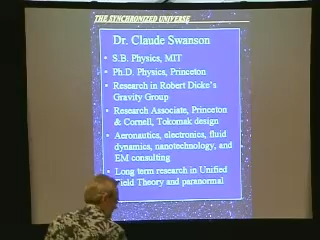 THE SYNCHRONIZED UNIVERSE
Dr. Claude Swanson
• S.B. Physics, MIT
• Ph.D. Physics, Princeton
• Research in Robert Dicke's
Gravity Group
• Research Associate, Princeton
& Cornell, Tokomak design
• Aeronautics, electronics, fluid
dynamics, nanotechnology, and
EM consulting
• Long term research in Unified
Field Theory and paranormal